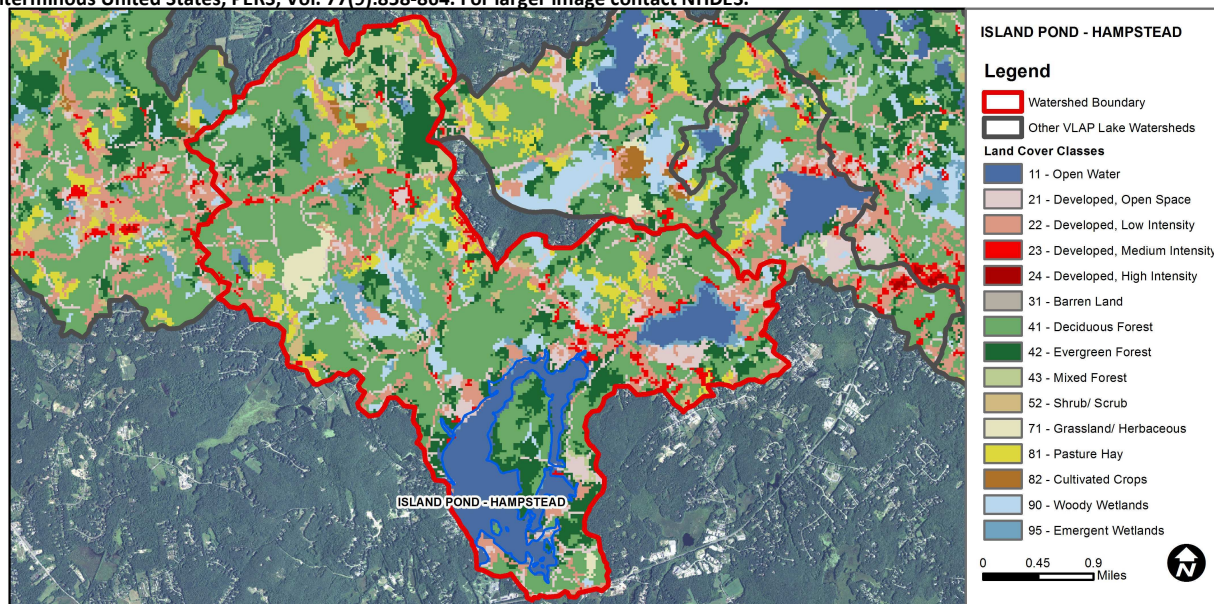 nterminous United States, PERS, Vol. 77(9):858-864. For larger image contact NHDES.
ISLAND POND - HAMPSTEAD
Legend
Watershed Boundary
Other VLAP Lake Watersheds
Land Cover Classes
11 - Open Water
21 - Developed, Open Space
22 - Developed, Low Intensity
23 - Developed, Medium Intensity
24 - Developed, High Intensity
31 - Barren Land
41 - Deciduous Forest
42 - Evergreen Forest
43 - Mixed Forest
52 - Shrub/ Scrub
71 - Grassland/ Herbaceous
81 - Pasture Hay
82 - Cultivated Crops
90 - Woody Wetlands
95 - Emergent Wetlands
0 0.45 0.9
Miles
N
ISLAND POND - HAMPSTEAD